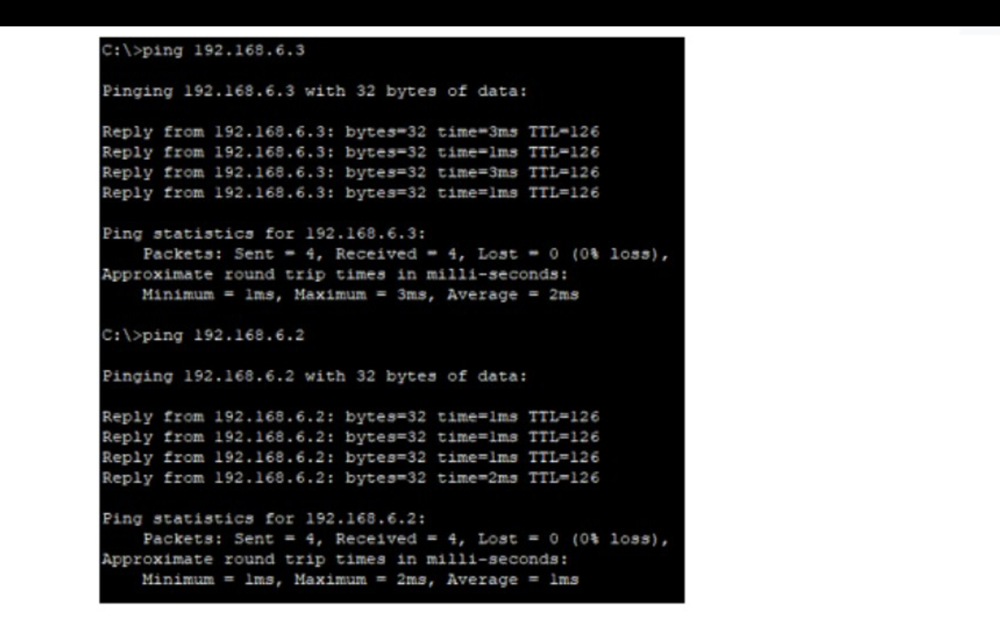 C:\>ping 192.168.6.3
Pinging 192.168.6.3 with 32 bytes of data:
Reply from 192.168.6.3: bytes=32 time=3ms TTL=126
Reply from 192.168.6.3: bytes=32 time=1ms TTL=126
Reply from 192.168.6.3: bytes=32 time=3ms TTL=126
Reply from 192.168.6.3: bytes=32 time=1ms TTL=126
Ping statistics for 192.168.6.3:
    Packets: Sent = 4, Received = 4, Lost = 0 (0% loss),
Approximate round trip times in milli-seconds:
    Minimum = 1ms, Maximum = 3ms, Average = 2ms
C:\>ping 192.168.6.2
Pinging 192.168.6.2 with 32 bytes of data:
Reply from 192.168.6.2: bytes=32 time=1ms TTL=126
Reply from 192.168.6.2: bytes=32 time=1ms TTL=126
Reply from 192.168.6.2: bytes=32 time=1ms TTL=126
Reply from 192.168.6.2: bytes=32 time=2ms TTL=126
Ping statistics for 192.168.6.2:
    Packets: Sent = 4, Received = 4, Lost = 0 (0% loss),
Approximate round trip times in milli-seconds:
    Minimum = 1ms, Maximum = 2ms, Average = 1ms